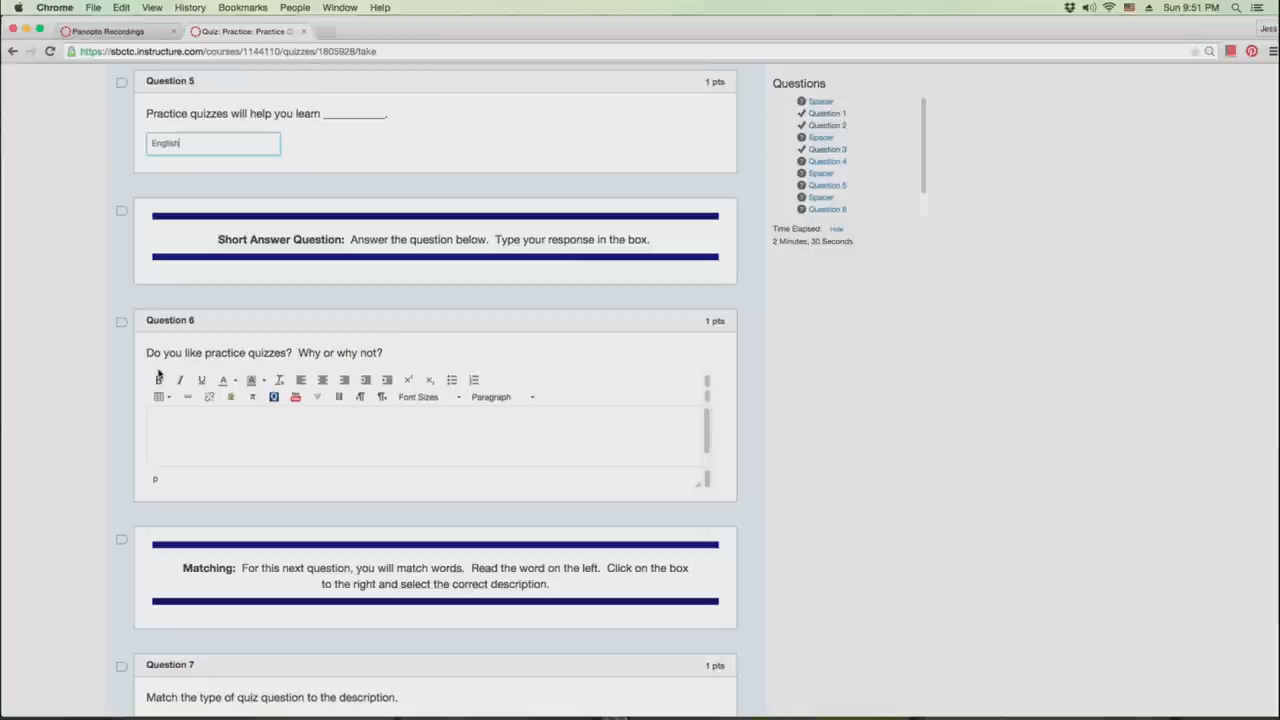 Chrome File Edit View History Bookmarks People Window Help Sun 9:51 PM
Panopto Recordings Quiz: Practice: Practice Jess
https://sbctc.instructure.com/courses/1144110/quizzes/1805928/take
Question 5 1 pts
Practice quizzes will help you learn ___________.
English
Short Answer Question: Answer the question below. Type your response in the box.
Question 6 1 pts
Do you like practice quizzes? Why or why not?
B I U A A
Font Sizes Paragraph
p
Matching: For this next question, you will match words. Read the word on the left. Click on the box
to the right and select the correct description.
Question 7 1 pts
Match the type of quiz question to the description.
Questions
Spacer
Question 1
Question 2
Spacer
Question 3
Question 4
Spacer
Question 5
Spacer
Question 6
Time Elapsed: Hide
2 Minutes, 30 Seconds